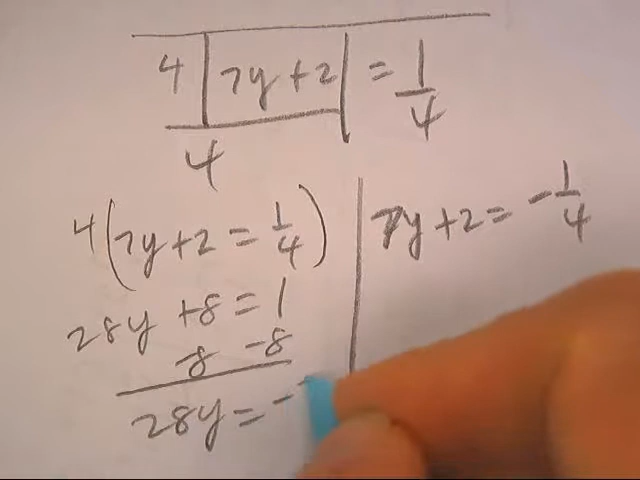 4 |7y+2| = 1/4
4
4(7y+2 = 1/4)
28y +8 = 1
-8 -8
28y = -
7y+2 = -1/4